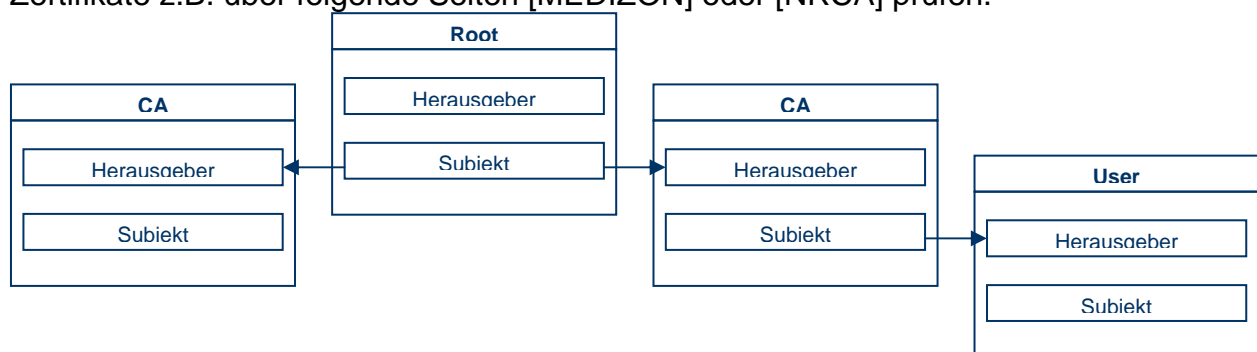 Zertifikate z.B. über folgende Seiten [MEDIZON] oder [NRCA] prüfen:
Root
Herausgeber
Subjekt
CA
Herausgeber
Subjekt
CA
Herausgeber
Subjekt
User
Herausgeber
Subjekt